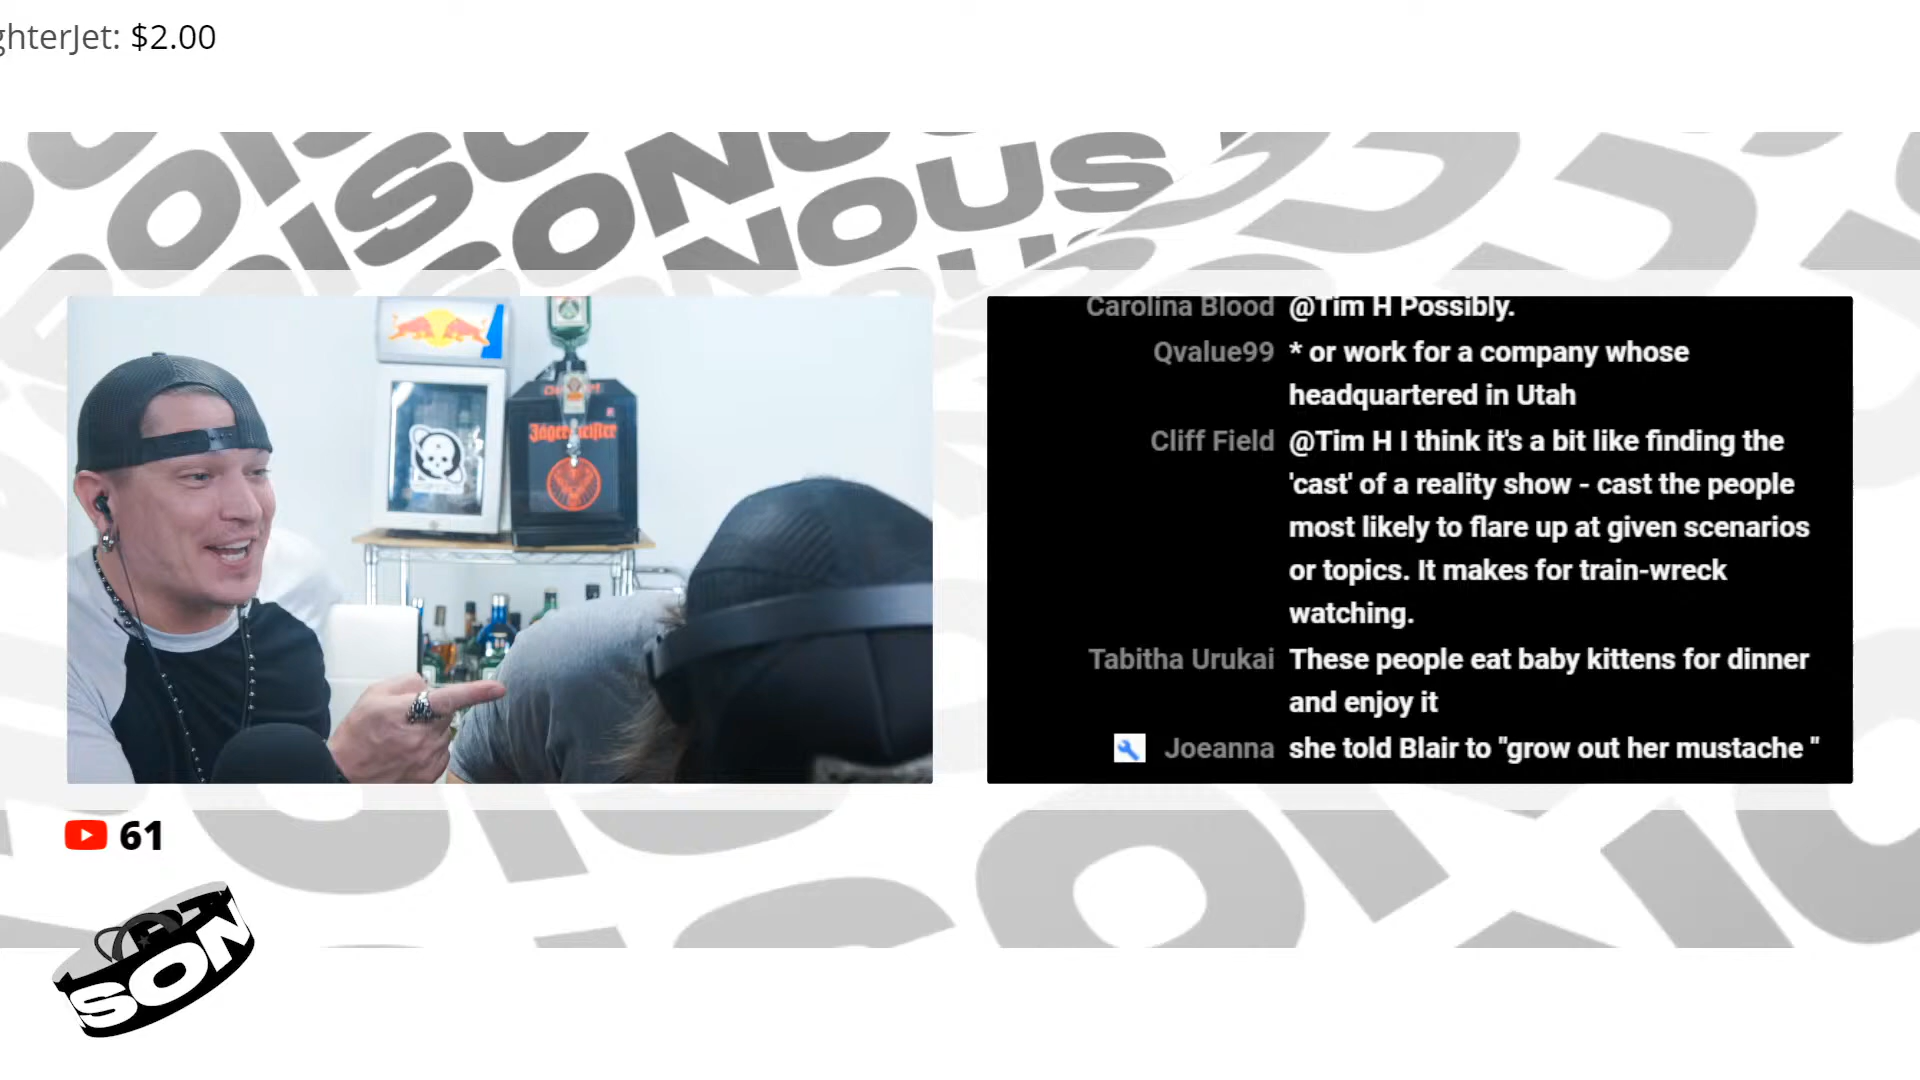 ghterJet: $2.00
NOUS
Carolina Blood @Tim H Possibly.
Qvalue99 * or work for a company whose
headquartered in Utah
Cliff Field @Tim H I think it's a bit like finding the
'cast' of a reality show - cast the people
most likely to flare up at given scenarios
or topics. It makes for train-wreck
watching.
Tabitha Urukai These people eat baby kittens for dinner
and enjoy it
Joeanna she told Blair to "grow out her mustache "
Jägermeister
61
SON